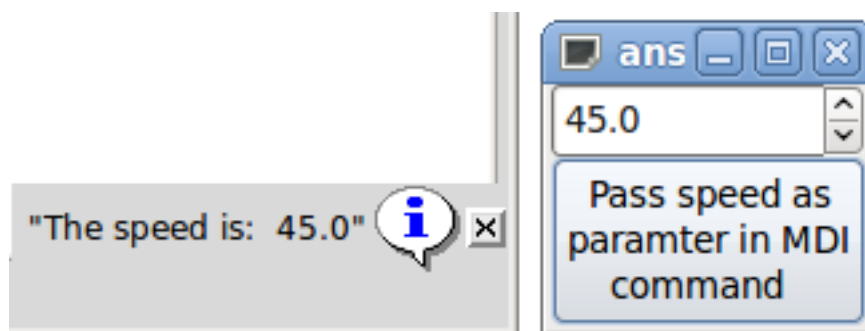 "The speed is:  45.0"
ans
45.0
Pass speed as
paramter in MDI
command